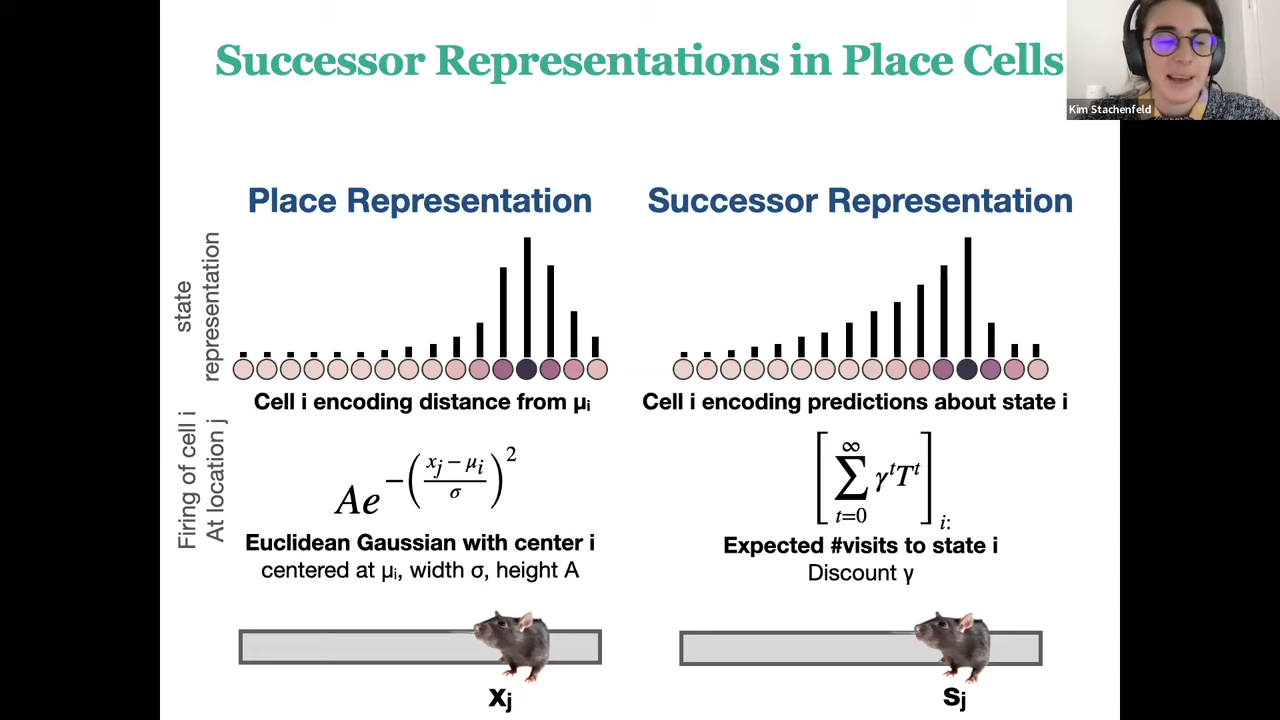 Successor Representations in Place Cells
Kim Stachenfeld
Place Representation
Successor Representation
state
representation
Cell i encoding distance from μᵢ
Cell i encoding predictions about state i
Firing of cell i
At location j
Ae^−((xⱼ − μᵢ)/σ)²
[∑_{t=0}^{∞} γᵗTᵗ]_{i:}
Euclidean Gaussian with center i
centered at μᵢ, width σ, height A
Expected #visits to state i
Discount γ
xⱼ
sⱼ